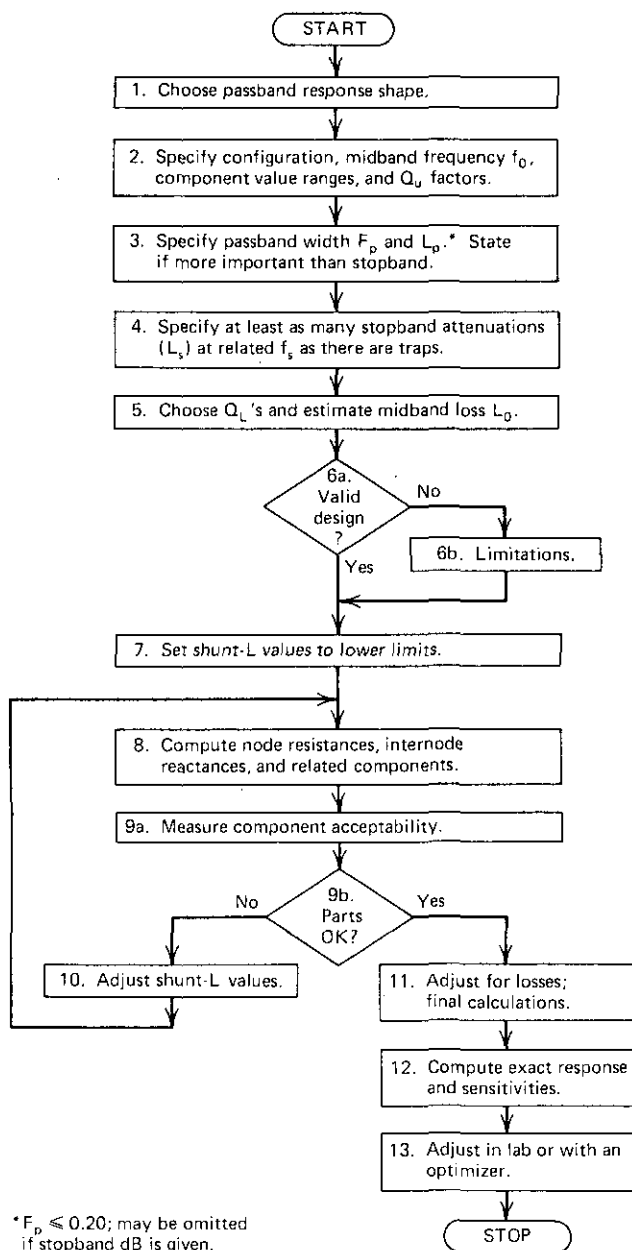 START
1. Choose passband response shape.
2. Specify configuration, midband frequency f₀,
component value ranges, and Qᵤ factors.
3. Specify passband width Fₚ and Lₚ.* State
if more important than stopband.
4. Specify at least as many stopband attenuations
(Lₛ) at related fₛ as there are traps.
5. Choose Q_L's and estimate midband loss L₀.
6a.
Valid
design
?
No
6b. Limitations.
Yes
7. Set shunt-L values to lower limits.
8. Compute node resistances, internode
reactances, and related components.
9a. Measure component acceptability.
No
9b.
Parts
OK?
Yes
10. Adjust shunt-L values.
11. Adjust for losses;
final calculations.
12. Compute exact response
and sensitivities.
13. Adjust in lab or with an
optimizer.
*Fₚ ⩽ 0.20; may be omitted
if stopband dB is given.
STOP